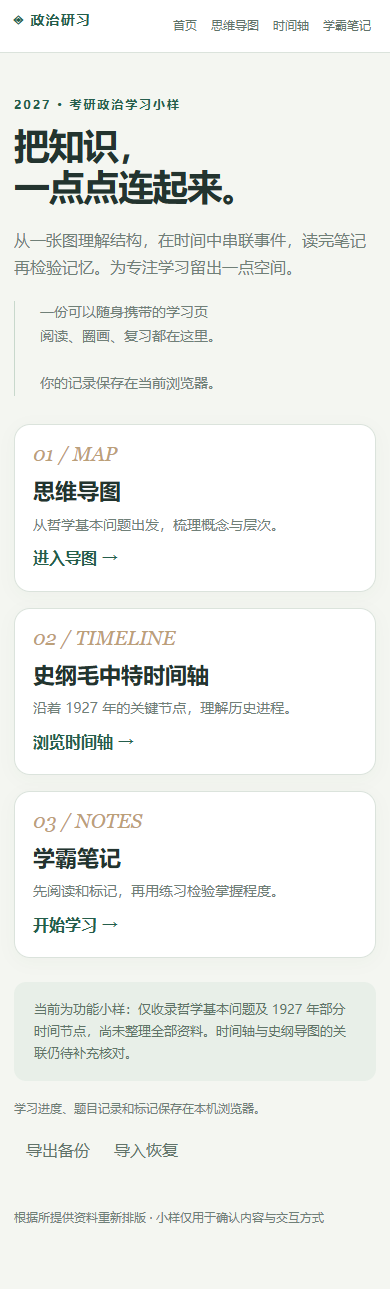 ◈ 政治研习
首页 思维导图 时间轴 学霸笔记
2027 · 考研政治学习小样
把知识，
一点点连起来。
从一张图理解结构，在时间中串联事件，读完笔记
再检验记忆。为专注学习留出一点空间。
一份可以随身携带的学习页
阅读、圈画、复习都在这里。
你的记录保存在当前浏览器。
01 / MAP
思维导图
从哲学基本问题出发，梳理概念与层次。
进入导图 →
02 / TIMELINE
史纲毛中特时间轴
沿着 1927 年的关键节点，理解历史进程。
浏览时间轴 →
03 / NOTES
学霸笔记
先阅读和标记，再用练习检验掌握程度。
开始学习 →
当前为功能小样：仅收录哲学基本问题及 1927 年部分
时间节点，尚未整理全部资料。时间轴与史纲导图的关
联仍待补充核对。
学习进度、题目记录和标记保存在本机浏览器。
导出备份 导入恢复
根据所提供资料重新排版 · 小样仅用于确认内容与交互方式